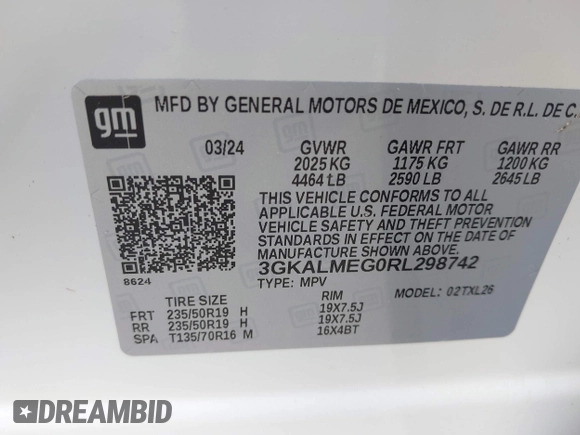 gm
MFD BY GENERAL MOTORS DE MEXICO, S. DE R.L. DE C.
03/24 GVWR GAWR FRT GAWR RR
2025 KG 1175 KG 1200 KG
4464 LB 2590 LB 2645 LB
THIS VEHICLE CONFORMS TO ALL
APPLICABLE U.S. FEDERAL MOTOR
VEHICLE SAFETY AND THEFT PREVENTION
STANDARDS IN EFFECT ON THE DATE OF
MANUFACTURE SHOWN ABOVE.
3GKALMEG0RL298742
TYPE: MPV MODEL: 02TXL26
8624
TIRE SIZE RIM
FRT 235/50R19 H 19X7.5J
RR 235/50R19 H 19X7.5J
SPA T135/70R16 M 16X4BT
DREAMBID